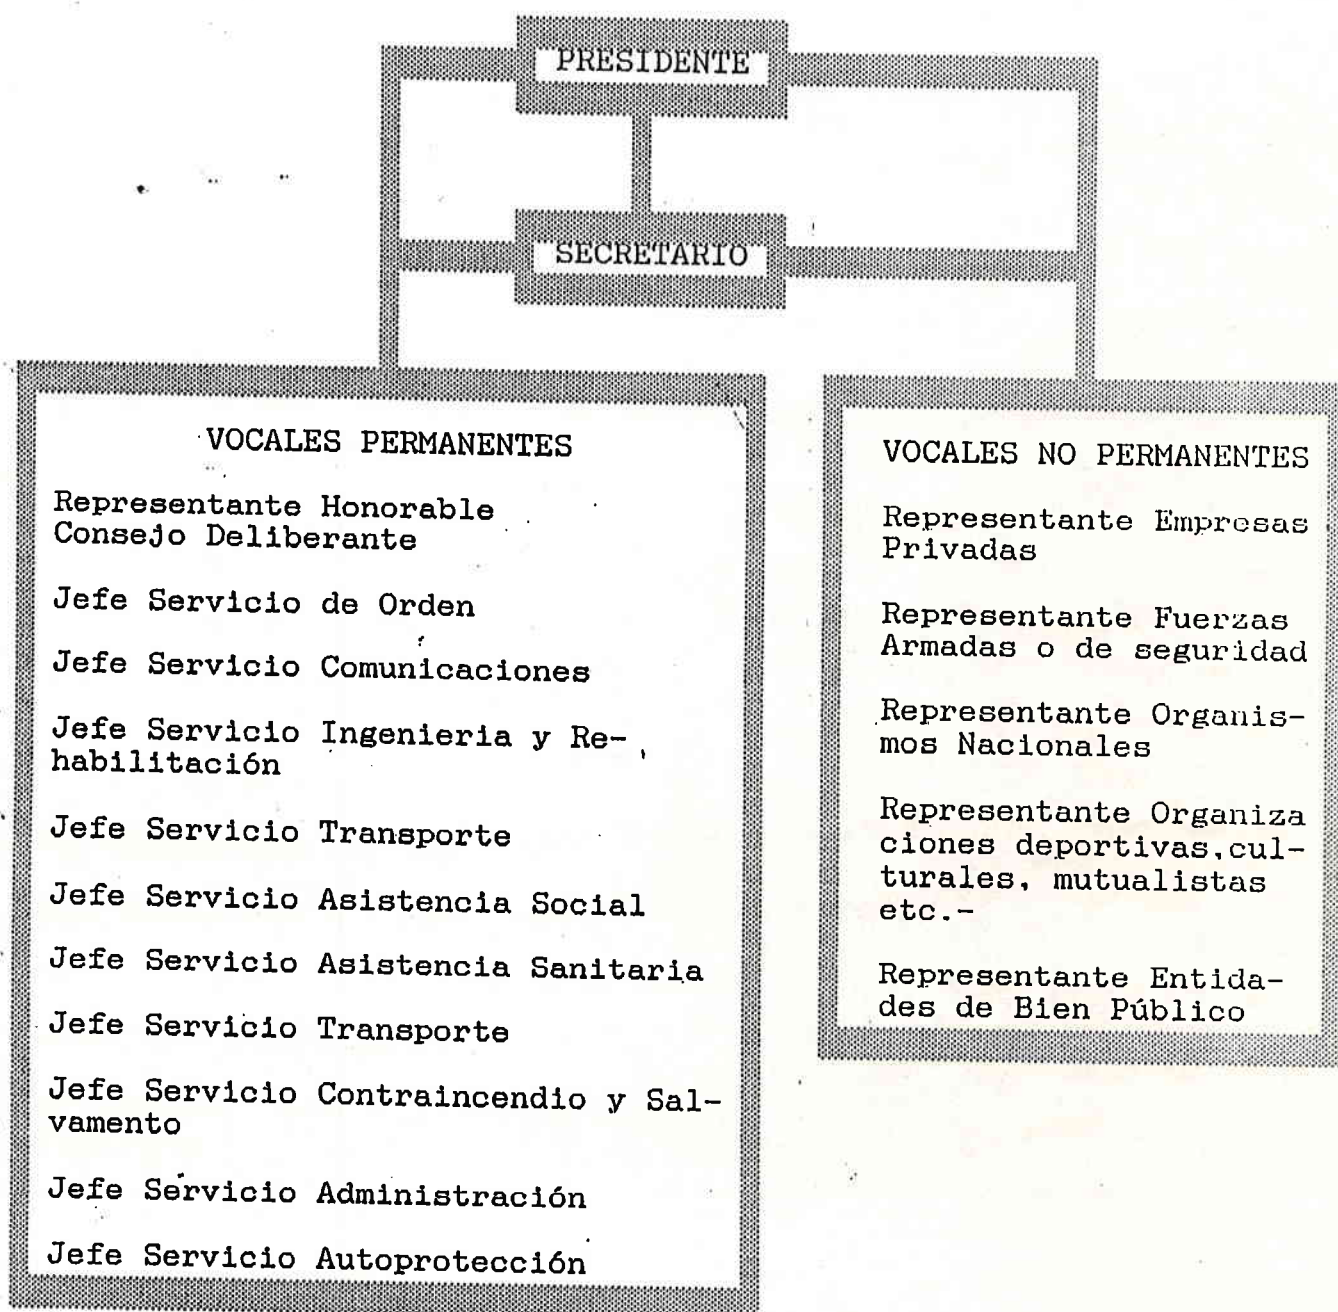 PRESIDENTE
SECRETARIO
VOCALES PERMANENTES
Representante Honorable
Consejo Deliberante
Jefe Servicio de Orden
Jefe Servicio Comunicaciones
Jefe Servicio Ingenieria y Re-
habilitación
Jefe Servicio Transporte
Jefe Servicio Asistencia Social
Jefe Servicio Asistencia Sanitaria
Jefe Servicio Transporte
Jefe Servicio Contraincendio y Sal-
vamento
Jefe Servicio Administración
Jefe Servicio Autoprotección
VOCALES NO PERMANENTES
Representante Empresas
Privadas
Representante Fuerzas
Armadas o de seguridad
Representante Organis-
mos Nacionales
Representante Organiza
ciones deportivas,cul-
turales, mutualistas
etc.-
Representante Entida-
des de Bien Público